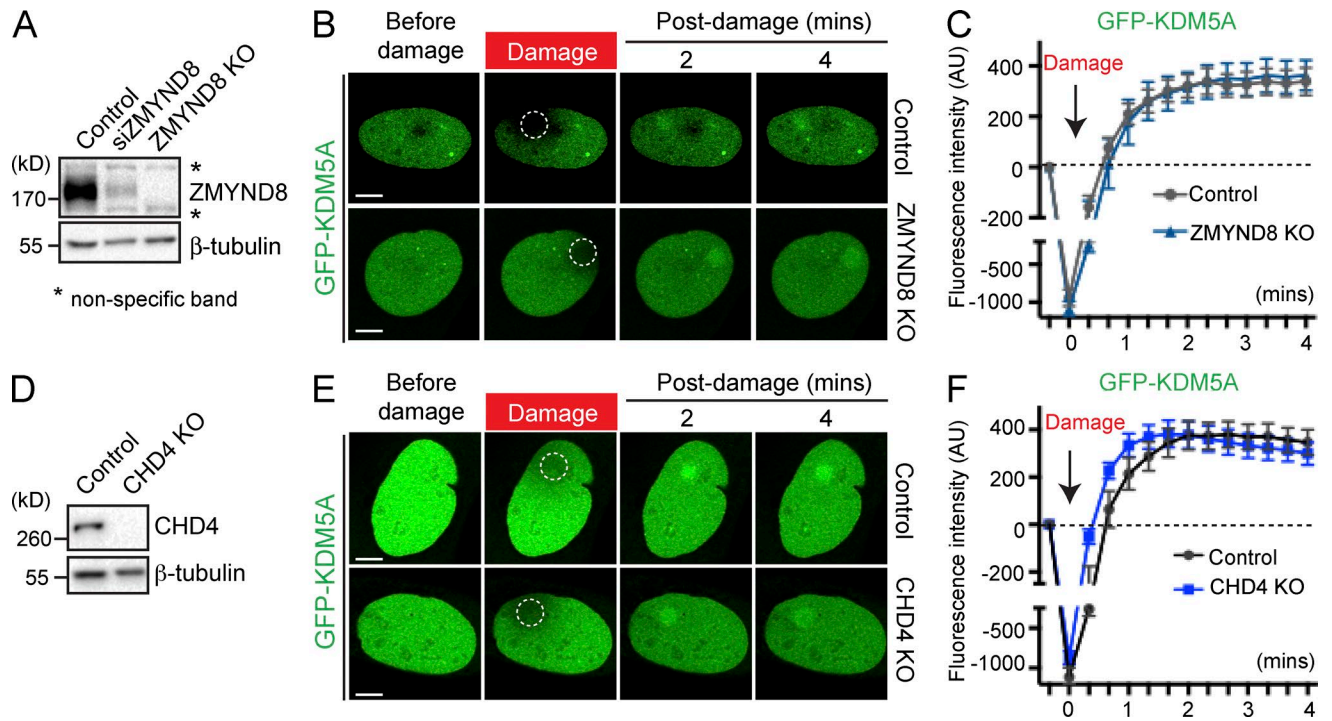 A
Control
siZMYND8
ZMYND8 KO
(kD)
170
*
ZMYND8
*
55
β-tubulin
* non-specific band
B
Before damage
Damage
Post-damage (mins)
2
4
GFP-KDM5A
Control
ZMYND8 KO
C
GFP-KDM5A
Damage
Fluorescence intensity (AU)
400
200
0
-200
-500
-1000
Control
ZMYND8 KO
(mins)
0 1 2 3 4
D
Control
CHD4 KO
(kD)
260
CHD4
55
β-tubulin
E
Before damage
Damage
Post-damage (mins)
2
4
GFP-KDM5A
Control
CHD4 KO
F
GFP-KDM5A
Damage
Fluorescence intensity (AU)
400
200
0
-200
-500
-1000
Control
CHD4 KO
(mins)
0 1 2 3 4